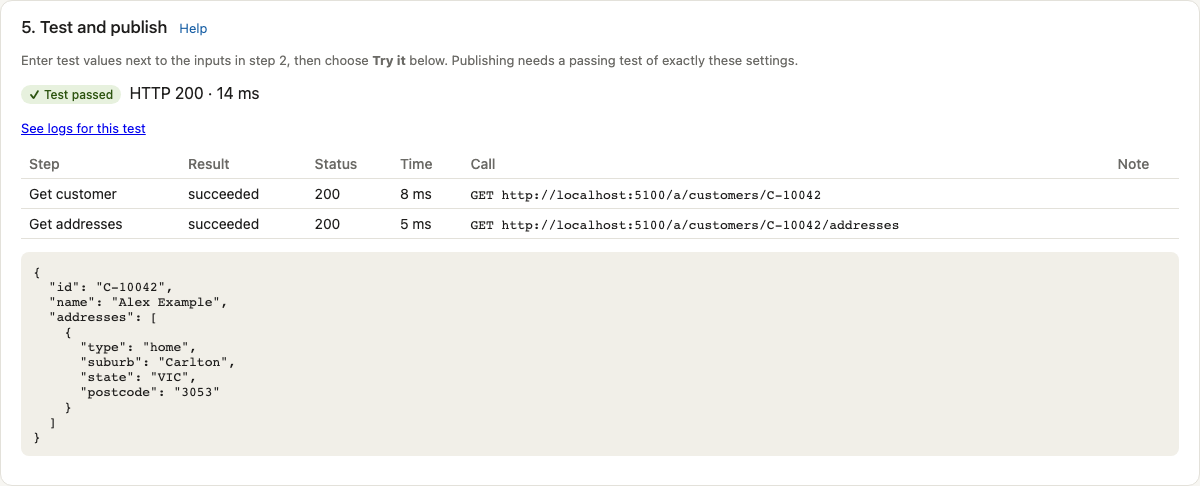 5. Test and publish Help
Enter test values next to the inputs in step 2, then choose Try it below. Publishing needs a passing test of exactly these settings.
✓ Test passed HTTP 200 · 14 ms
See logs for this test
Step Result Status Time Call Note
Get customer succeeded 200 8 ms GET http://localhost:5100/a/customers/C-10042
Get addresses succeeded 200 5 ms GET http://localhost:5100/a/customers/C-10042/addresses
{
  "id": "C-10042",
  "name": "Alex Example",
  "addresses": [
    {
      "type": "home",
      "suburb": "Carlton",
      "state": "VIC",
      "postcode": "3053"
    }
  ]
}